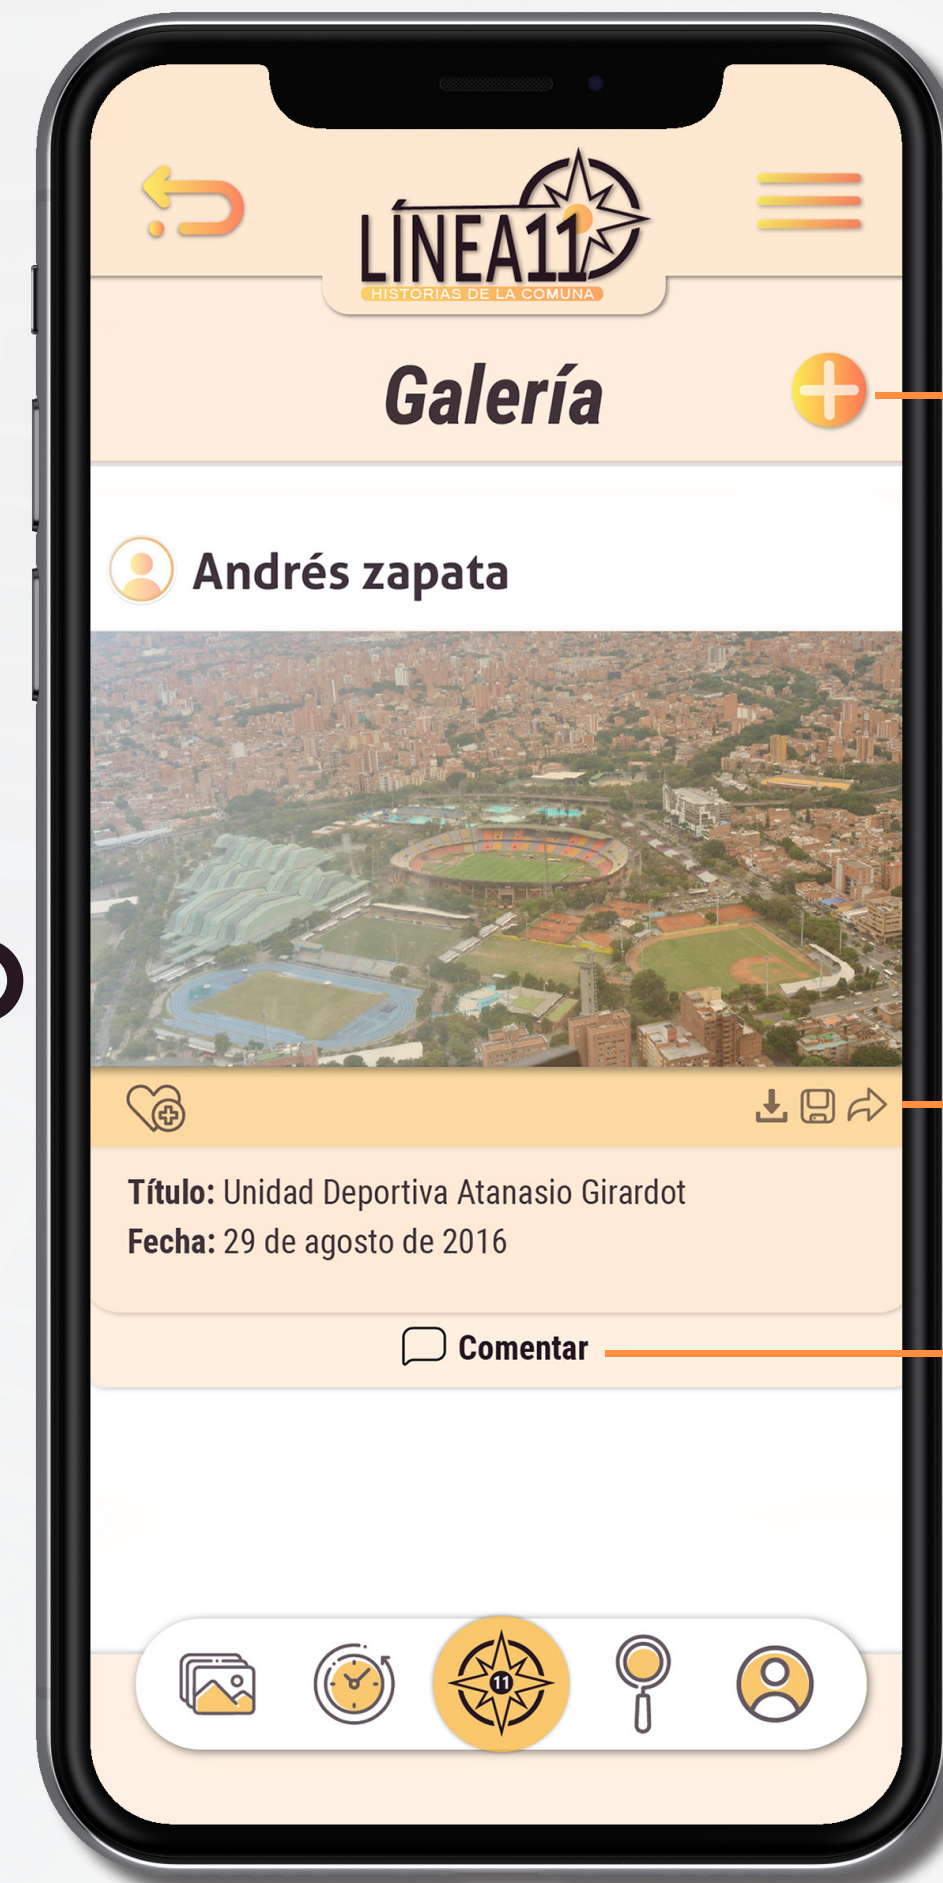 LÍNEA11
HISTORIAS DE LA COMUNA
Galería
Andrés zapata
Título: Unidad Deportiva Atanasio Girardot
Fecha: 29 de agosto de 2016
Comentar
11